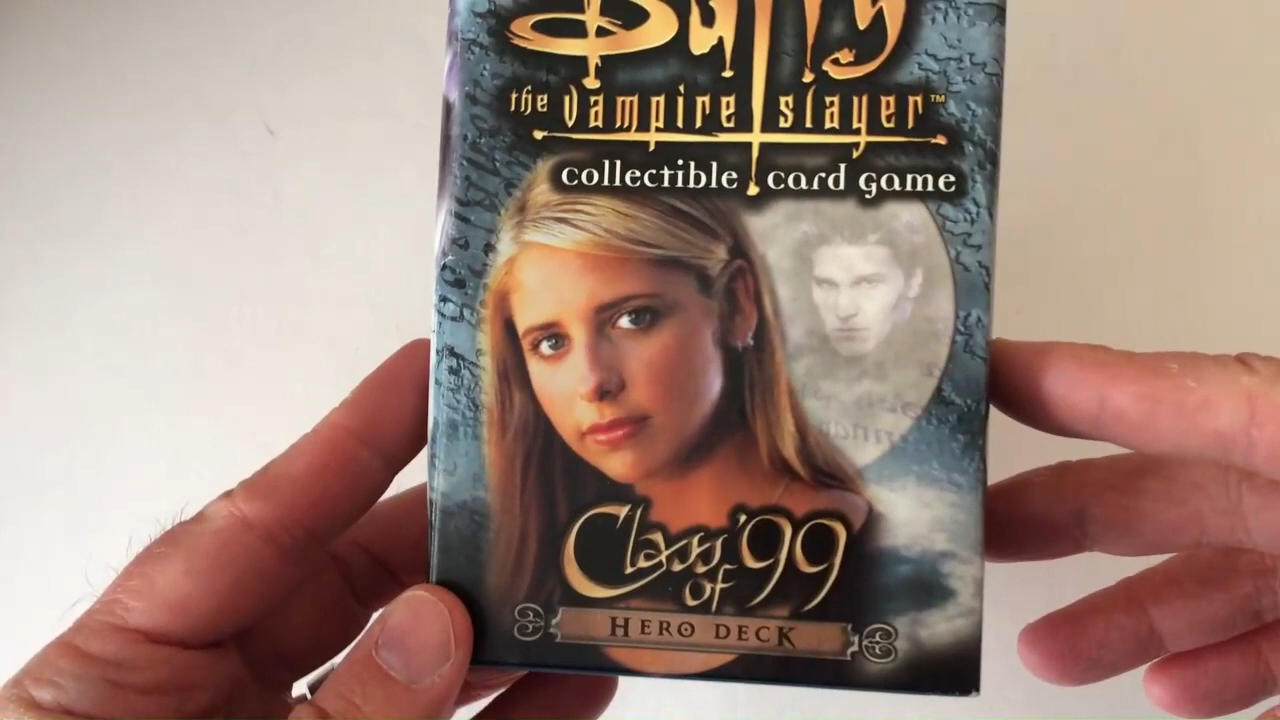 Buffy
the vampire slayer™
collectible card game
Class of '99
HERO DECK